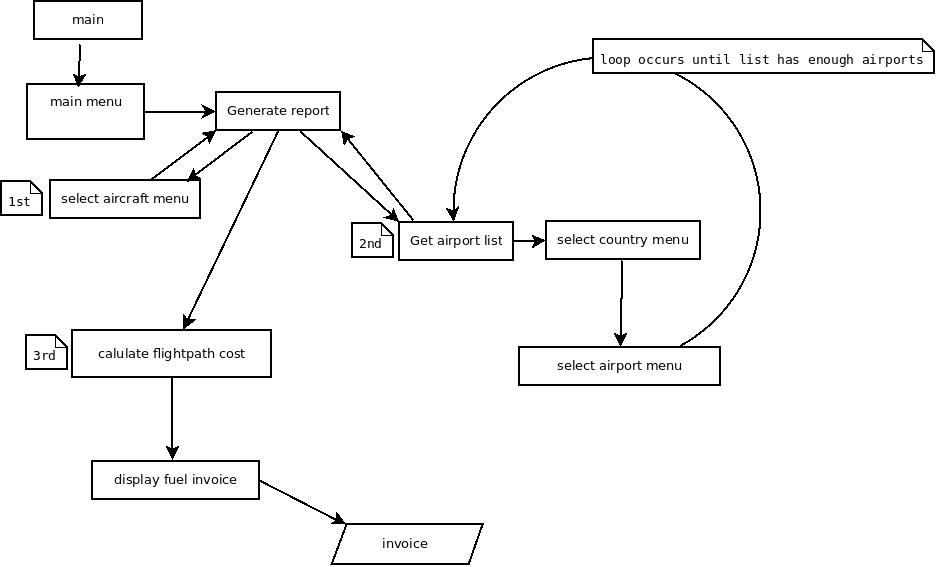 main
loop occurs until list has enough airports
main menu
Generate report
1st
select aircraft menu
2nd
Get airport list
select country menu
3rd
calulate flightpath cost
select airport menu
display fuel invoice
invoice